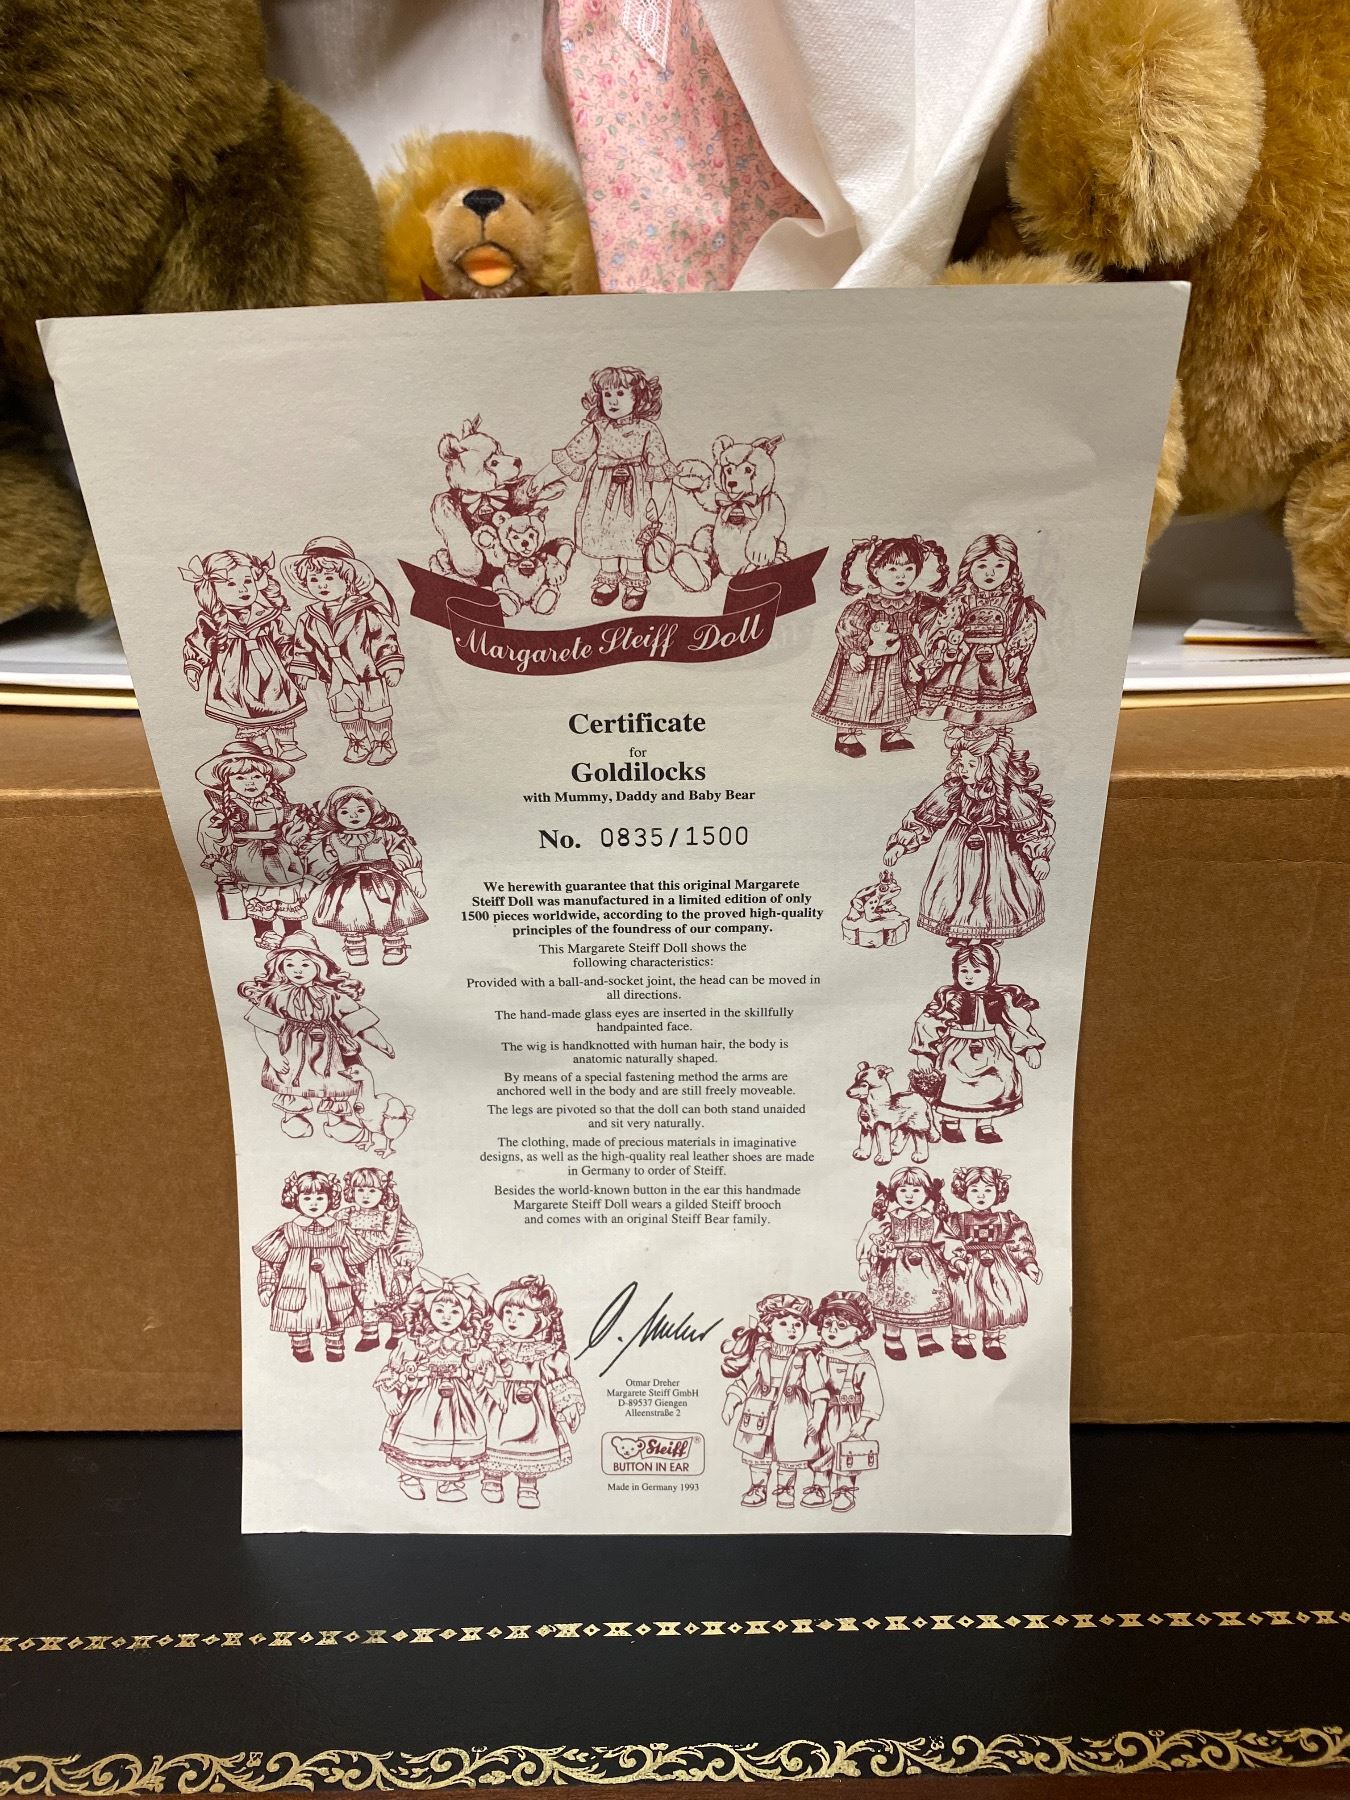 Margarete Steiff Doll
Certificate
for
Goldilocks
with Mummy, Daddy and Baby Bear
No. 0835/1500
We herewith guarantee that this original Margarete
Steiff Doll was manufactured in a limited edition of only
1500 pieces worldwide, according to the proved high-quality
principles of the foundress of our company.
This Margarete Steiff Doll shows the
following characteristics:
Provided with a ball-and-socket joint, the head can be moved in
all directions.
The hand-made glass eyes are inserted in the skillfully
handpainted face.
The wig is handknotted with human hair, the body is
anatomic naturally shaped.
By means of a special fastening method the arms are
anchored well in the body and are still freely moveable.
The legs are pivoted so that the doll can both stand unaided
and sit very naturally.
The clothing, made of precious materials in imaginative
designs, as well as the high-quality real leather shoes are made
in Germany to order of Steiff.
Besides the world-known button in the ear this handmade
Margarete Steiff Doll wears a gilded Steiff brooch
and comes with an original Steiff Bear family.
Otmar Dreher
Margarete Steiff GmbH
D-89537 Giengen
Alleenstraße 2
Steiff®
BUTTON IN EAR
Made in Germany 1993